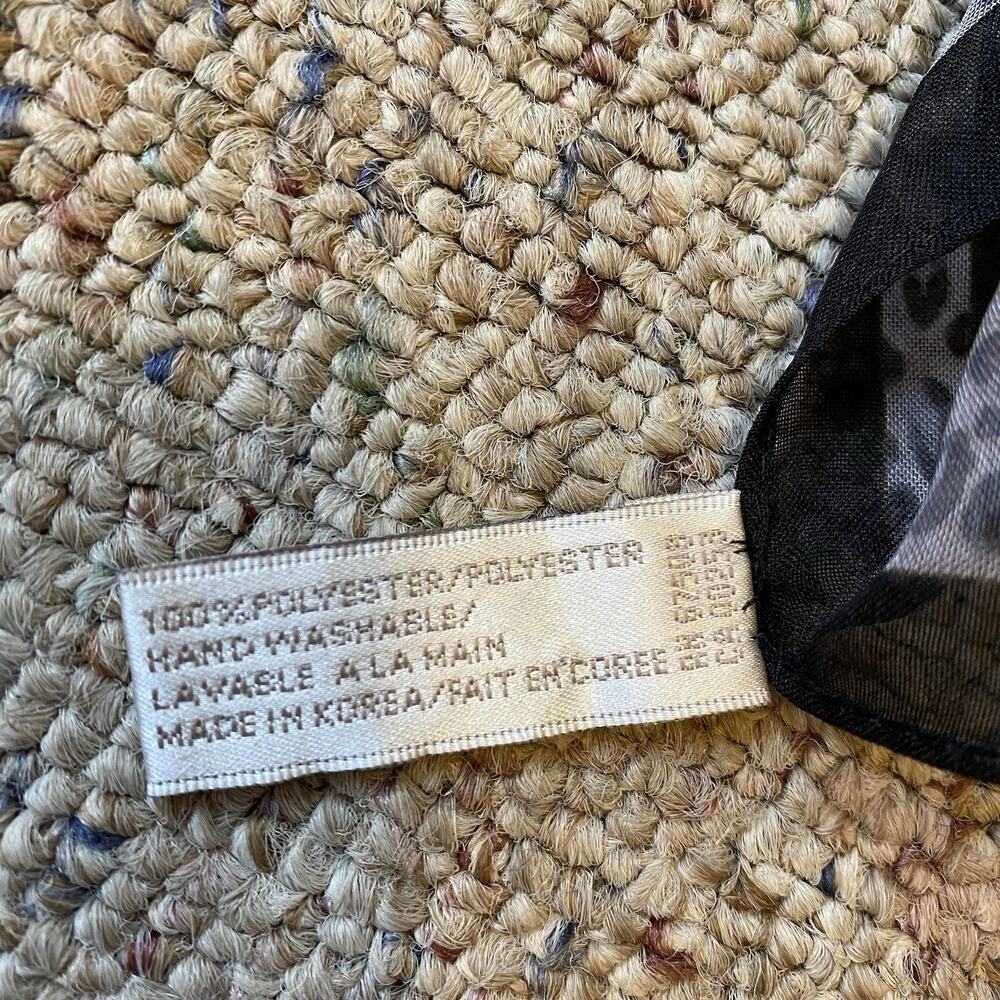 100% POLYESTER/POLYESTER
HAND WASHABLE/
LAVABLE A LA MAIN
MADE IN KOREA/FAIT EN COREE